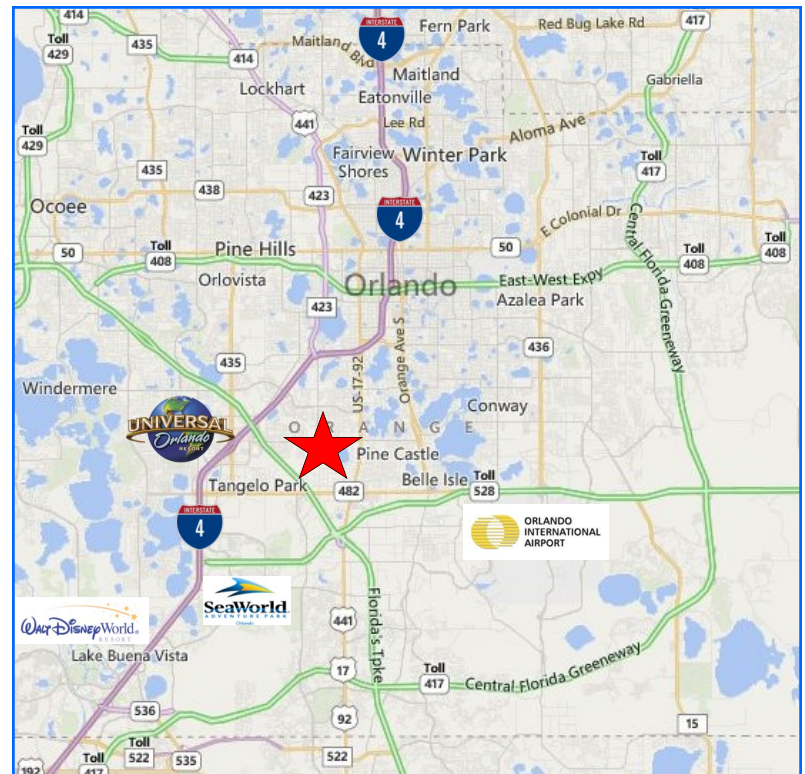 414
INTERSTATE
4
Fern Park
Red Bug Lake Rd
417
Toll
429
435
Maitland Blvd
414
Maitland
Gabriella
Lockhart
Eatonville
441
Lee Rd
Aloma Ave
Toll
429
Fairview
Shores
Winter Park
Toll
417
435
438
423
Ocoee
INTERSTATE
4
E Colonial Dr
Central Florida Greeneway
50
Toll
408
Pine Hills
50
Toll
408
Toll
408
Orlovista
Orlando
East-West Expy
Azalea Park
423
436
435
US-17-92
Orange Ave S
Windermere
Conway
UNIVERSAL
Orlando
RESORT
ORANGE
Pine Castle
Tangelo Park
482
Belle Isle
Toll
528
INTERSTATE
4
ORLANDO
INTERNATIONAL
AIRPORT
SeaWorld
ADVENTURE PARK
Orlando
WALT DISNEY World
RESORT
441
Florida's Tpke
Lake Buena Vista
17
Toll
417
Central Florida Greeneway
536
92
15
Toll
522
535
522
192
Toll
417